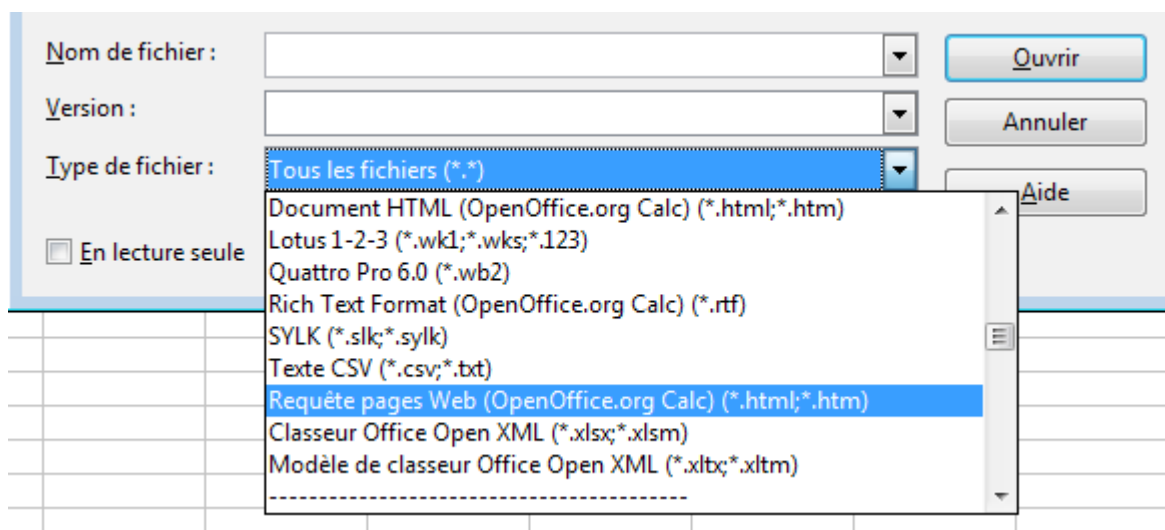 Nom de fichier :
Ouvrir
Version :
Annuler
Type de fichier :
Tous les fichiers (*.*)
Aide
Document HTML (OpenOffice.org Calc) (*.html;*.htm)
Lotus 1-2-3 (*.wk1;*.wks;*.123)
En lecture seule
Quattro Pro 6.0 (*.wb2)
Rich Text Format (OpenOffice.org Calc) (*.rtf)
SYLK (*.slk;*.sylk)
Texte CSV (*.csv;*.txt)
Requête pages Web (OpenOffice.org Calc) (*.html;*.htm)
Classeur Office Open XML (*.xlsx;*.xlsm)
Modèle de classeur Office Open XML (*.xltx;*.xltm)
------------------------------------------